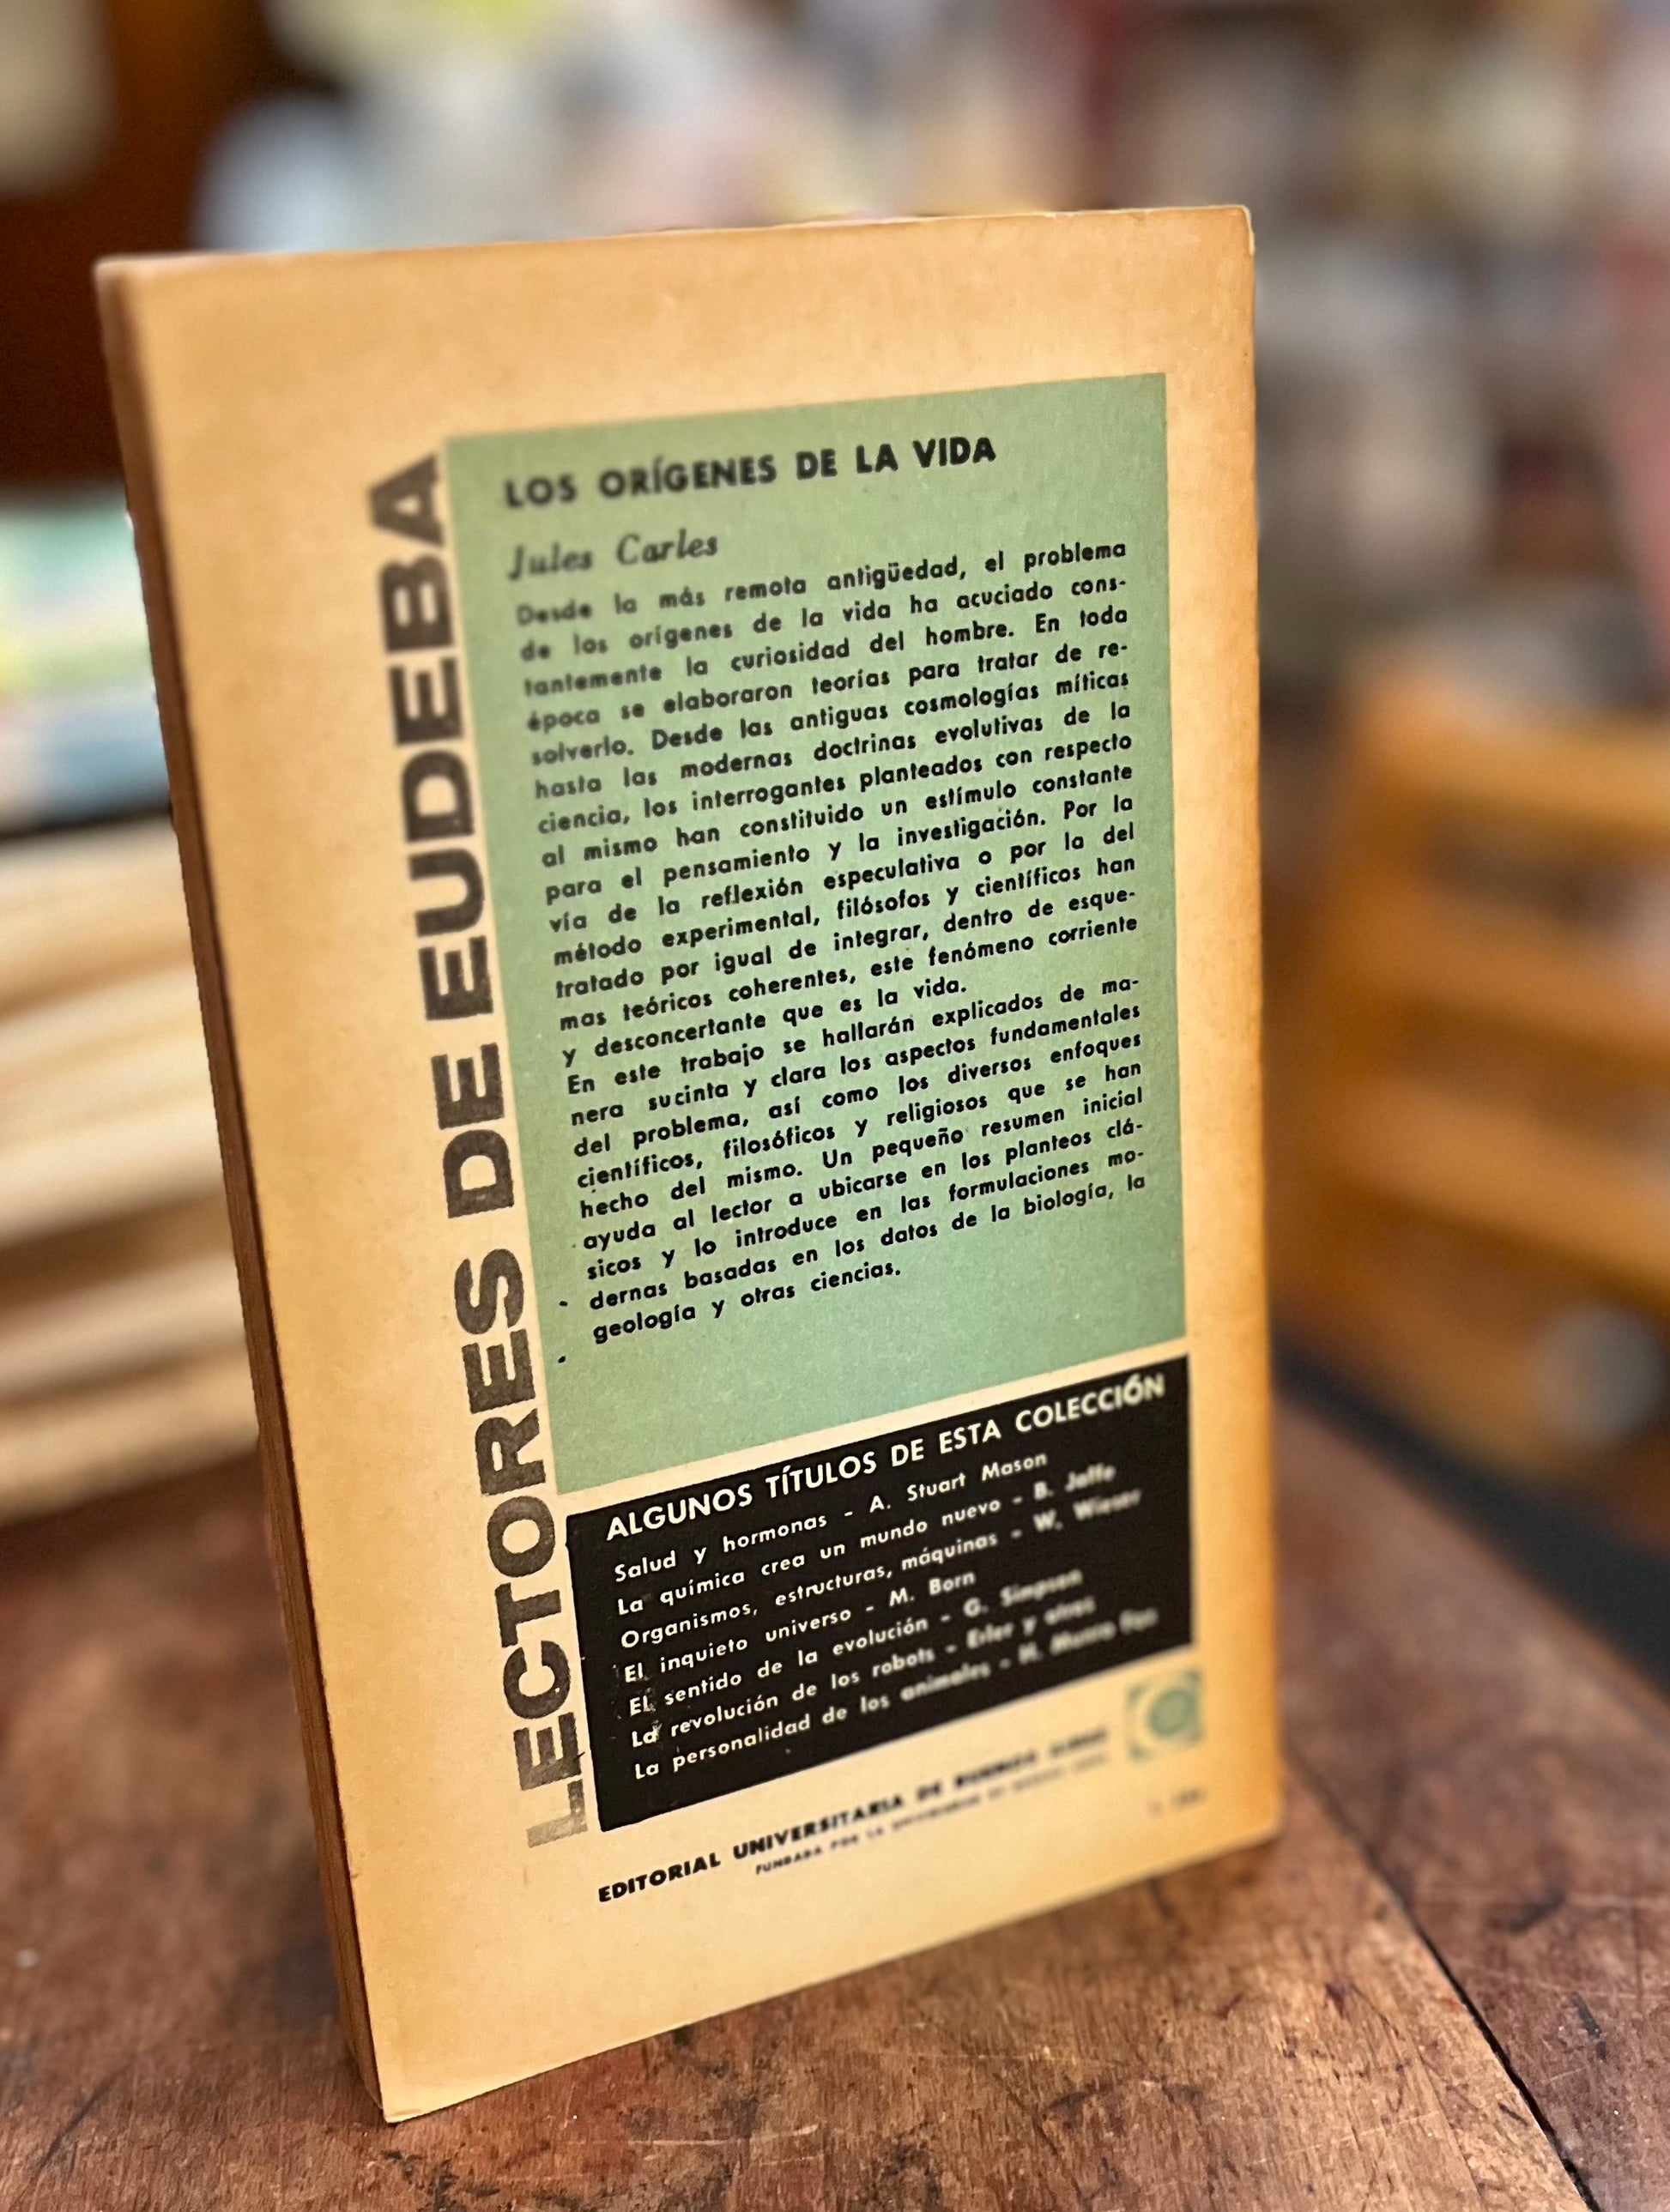 LECTORES DE EUDEBA
LOS ORÍGENES DE LA VIDA
Jules Carles
Desde la más remota antigüedad, el problema
de los orígenes de la vida ha acuciado cons-
tantemente la curiosidad del hombre. En toda
época se elaboraron teorías para tratar de re-
solverlo. Desde las antiguas cosmologías míticas
hasta las modernas doctrinas evolutivas de la
ciencia, los interrogantes planteados con respecto
al mismo han constituido un estímulo constante
para el pensamiento y la investigación. Por la
vía de la reflexión especulativa o por la del
método experimental, filósofos y científicos han
tratado por igual de integrar, dentro de esque-
mas teóricos coherentes, este fenómeno corriente
y desconcertante que es la vida.
En este trabajo se hallarán explicados de ma-
nera sucinta y clara los aspectos fundamentales
del problema, así como los diversos enfoques
científicos, filosóficos y religiosos que se han
hecho del mismo. Un pequeño resumen inicial
ayuda al lector a ubicarse en los planteos clá-
sicos y lo introduce en las formulaciones mo-
dernas basadas en los datos de la biología, la
geología y otras ciencias.
ALGUNOS TÍTULOS DE ESTA COLECCIÓN
Salud y hormonas - A. Stuart Mason
La química crea un mundo nuevo - B. Jaffe
Organismos, estructuras, máquinas - W. Wieser
El inquieto universo - M. Born
El sentido de la evolución - G. Simpson
La revolución de los robots - y otros
La personalidad de los animales - H. Munro Fox
EDITORIAL UNIVERSITARIA DE BUENOS AIRES
FUNDADA POR LA UNIVERSIDAD DE BUENOS AIRES